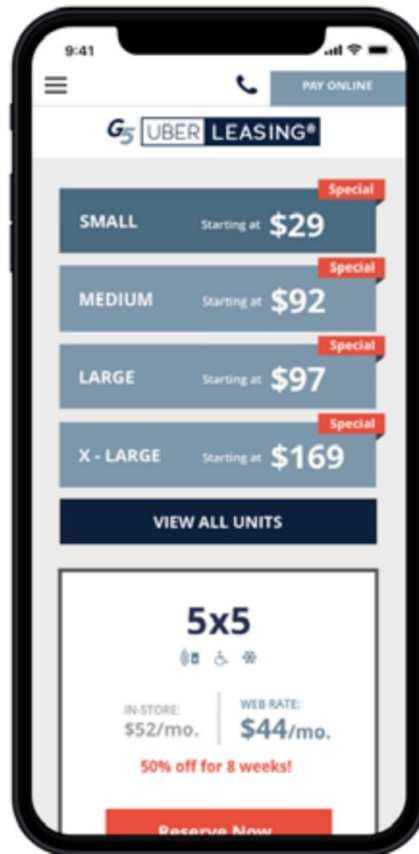 9:41
PAY ONLINE
G5 UBER LEASING®
Special
SMALL Starting at $29
Special
MEDIUM Starting at $92
Special
LARGE Starting at $97
Special
X - LARGE Starting at $169
VIEW ALL UNITS
5x5
IN-STORE: WEB RATE:
$52/mo. $44/mo.
50% off for 8 weeks!
Reserve Now